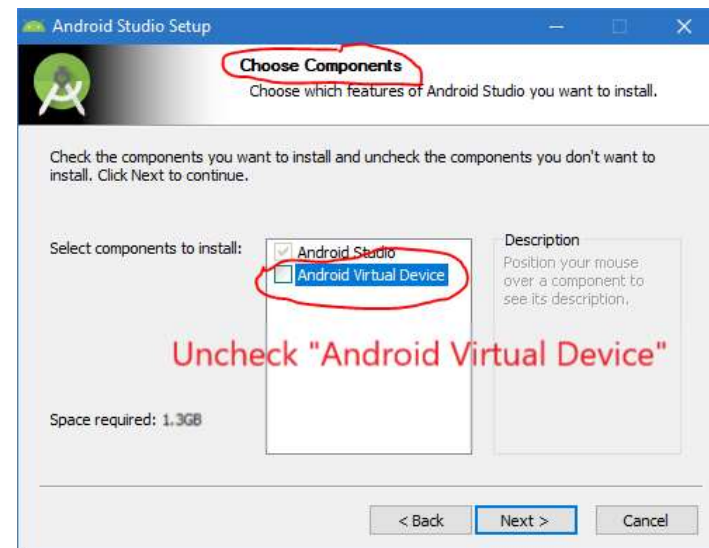 Android Studio Setup
Choose Components
Choose which features of Android Studio you want to install.
Check the components you want to install and uncheck the components you don't want to
install. Click Next to continue.
Select components to install:
Android Studio
Android Virtual Device
Description
Position your mouse
over a component to
see its description.
Uncheck "Android Virtual Device"
Space required: 1.3GB
< Back
Next >
Cancel